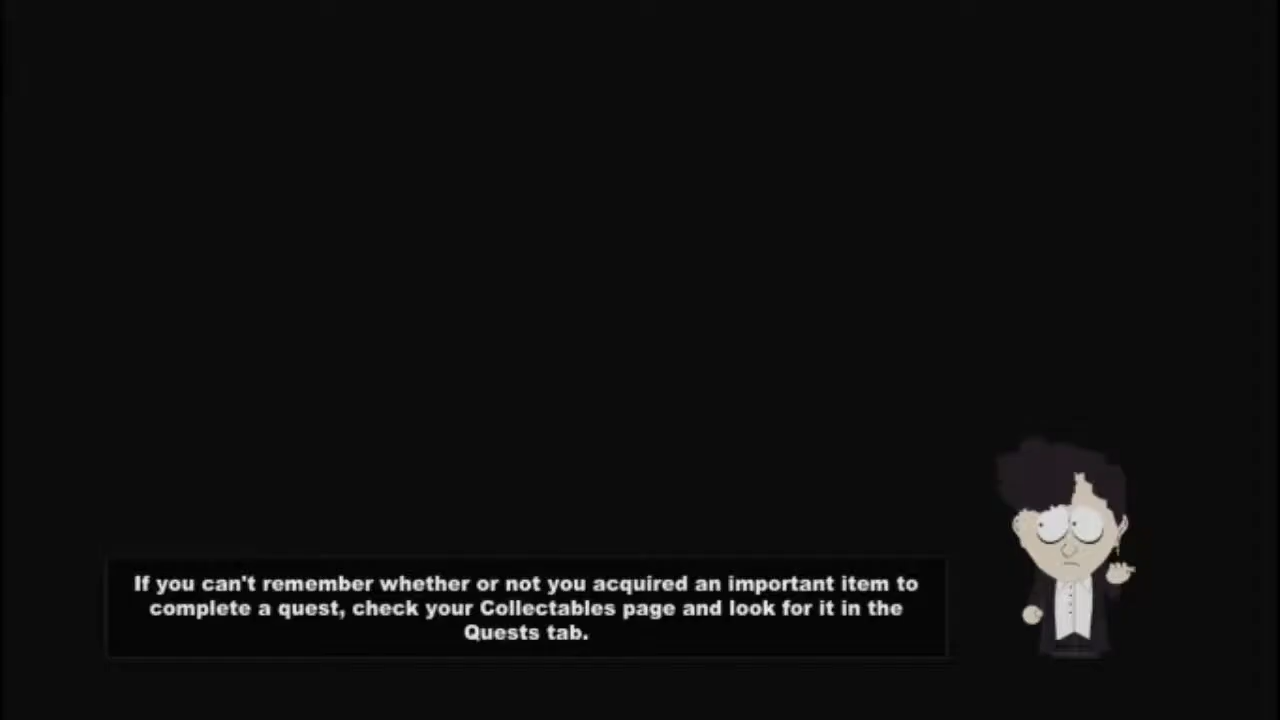 If you can't remember whether or not you acquired an important item to
complete a quest, check your Collectables page and look for it in the
Quests tab.